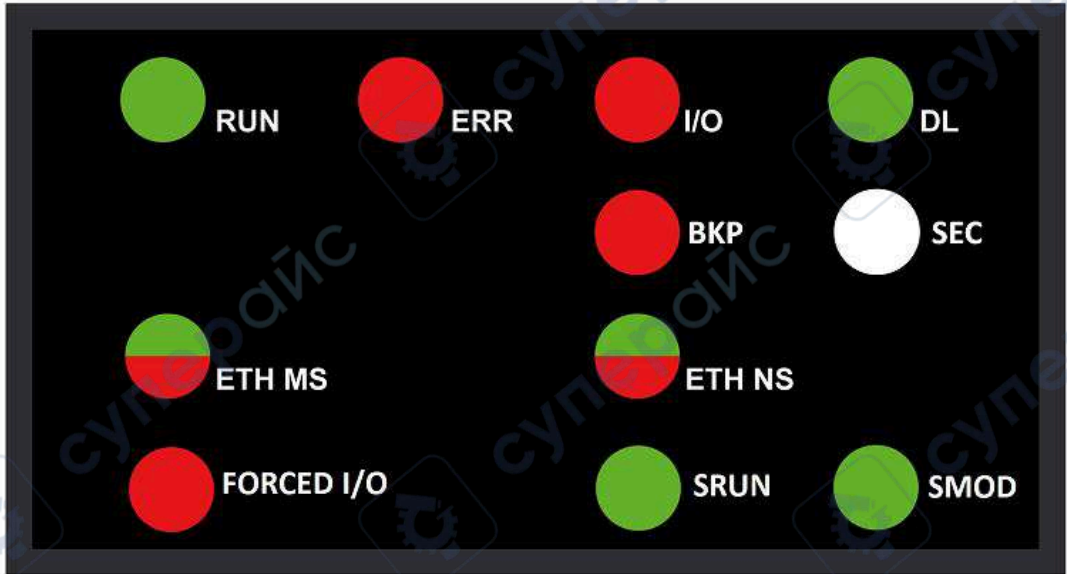 RUN ERR I/O DL
BKP SEC
ETH MS ETH NS
FORCED I/O SRUN SMOD
суперайс